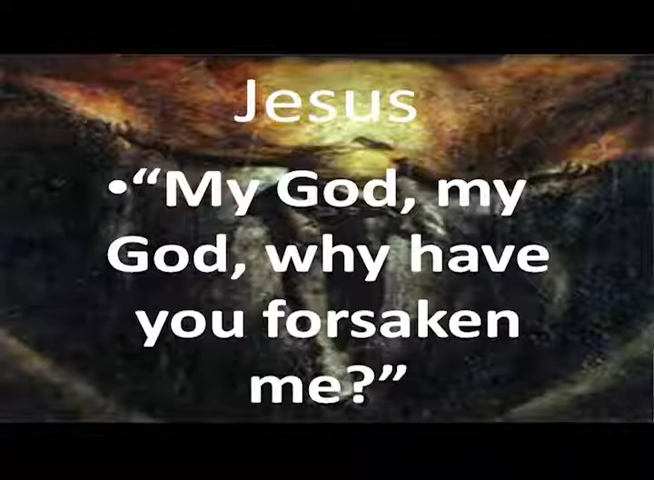 Jesus
•“My God, my
God, why have
you forsaken
me?”